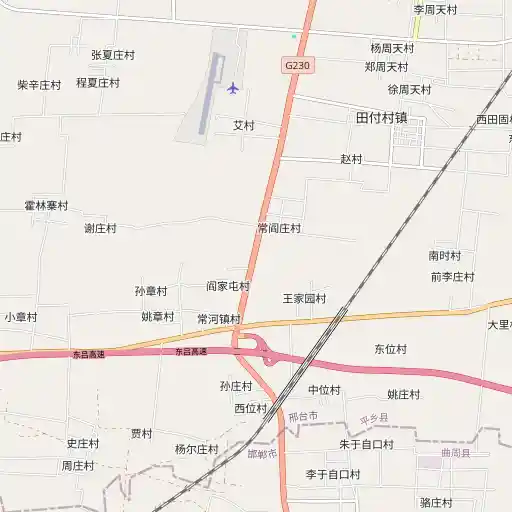 李周天村
杨周天村
张夏庄村
G230
郑周天村
柴辛庄村
程夏庄村
徐周天村
田付村镇
艾村
庄村
赵村
霍林寨村
谢庄村
常阎庄村
南时村
前李庄村
阎家屯村
孙章村
王家园村
小章村
姚章村
常河镇村
大里
东吕高速
东吕高速
东位村
孙庄村
中位村
姚庄村
西位村
邢台市
平乡县
贾村
史庄村
杨尔庄村
邯郸市
朱于自口村
曲周县
周庄村
李于自口村
骆庄村